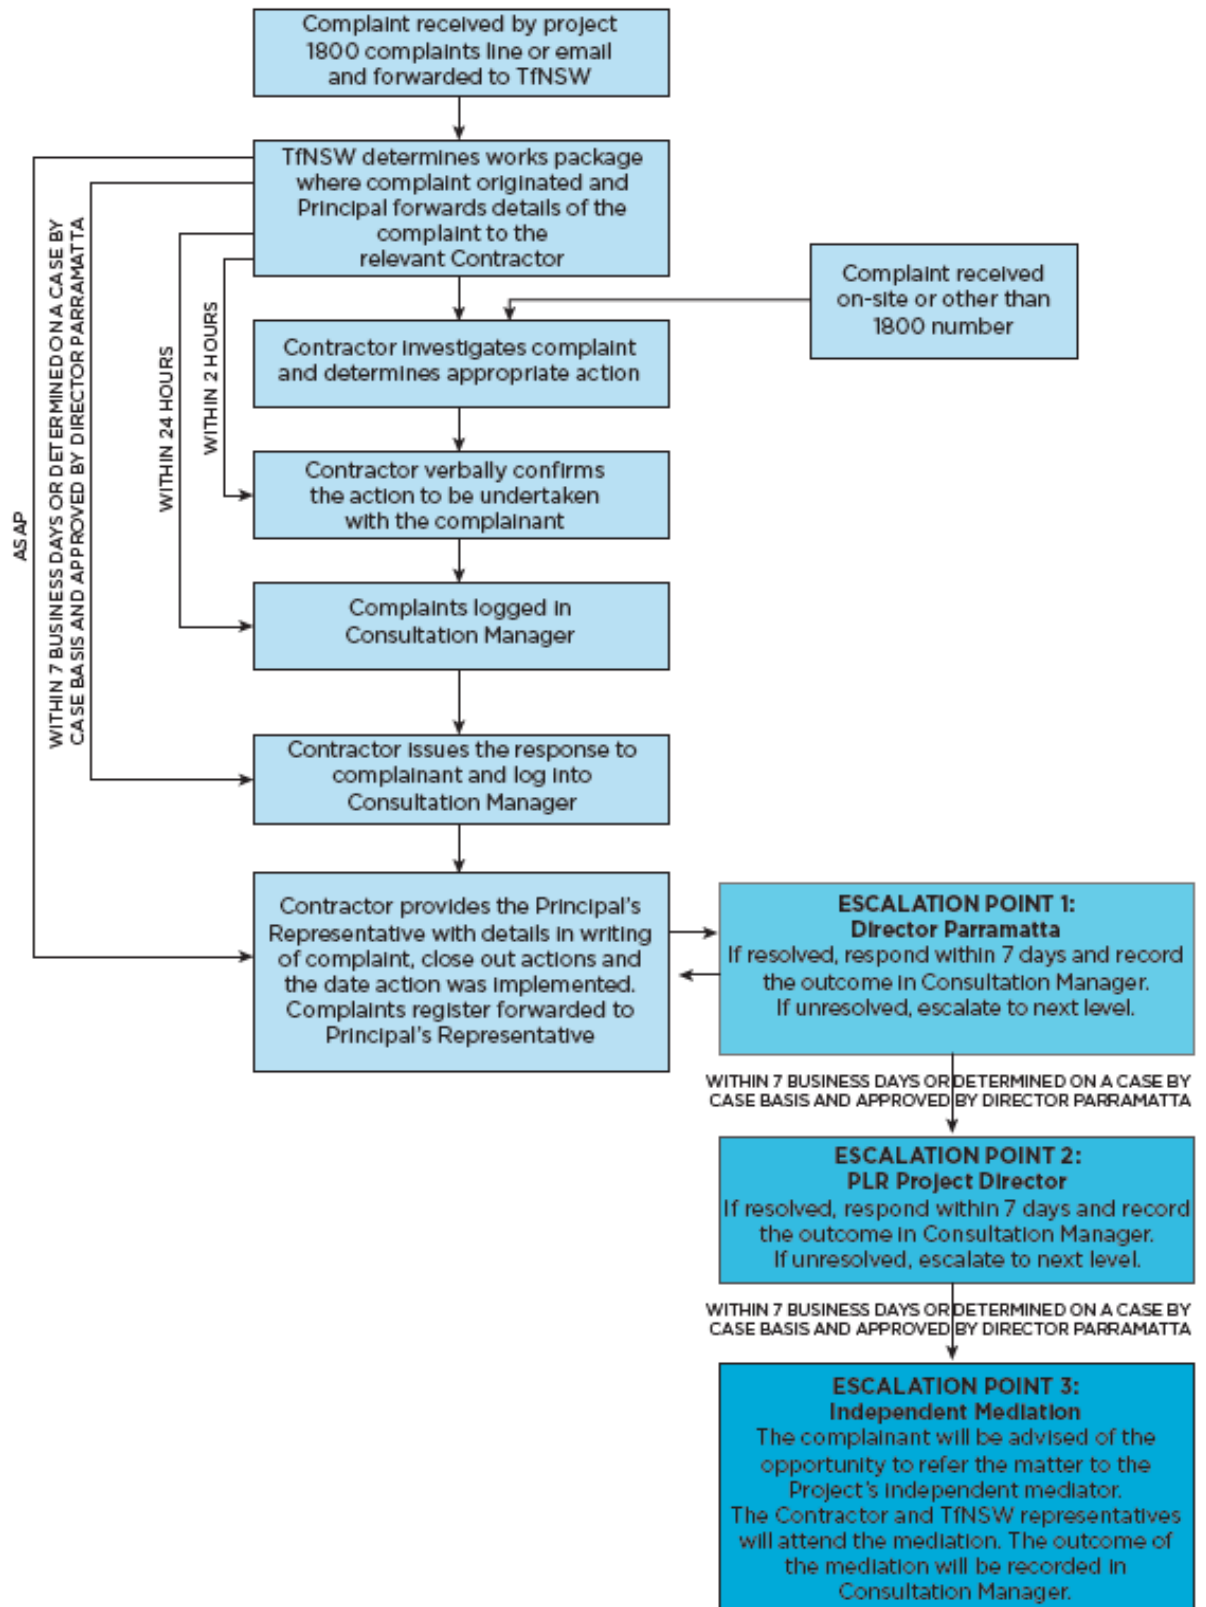 Complaint received by project
1800 complaints line or email
and forwarded to TfNSW
TfNSW determines works package
where complaint originated and
Principal forwards details of the
complaint to the
relevant Contractor
Complaint received
on-site or other than
1800 number
Contractor investigates complaint
and determines appropriate action
Contractor verbally confirms
the action to be undertaken
with the complainant
Complaints logged in
Consultation Manager
Contractor issues the response to
complainant and log into
Consultation Manager
Contractor provides the Principal's
Representative with details in writing
of complaint, close out actions and
the date action was implemented.
Complaints register forwarded to
Principal's Representative
ASAP
WITHIN 7 BUSINESS DAYS OR DETERMINED ON A CASE BY
CASE BASIS AND APPROVED BY DIRECTOR PARRAMATTA
WITHIN 24 HOURS
WITHIN 2 HOURS
ESCALATION POINT 1:
Director Parramatta
If resolved, respond within 7 days and record
the outcome in Consultation Manager.
If unresolved, escalate to next level.
WITHIN 7 BUSINESS DAYS OR DETERMINED ON A CASE BY
CASE BASIS AND APPROVED BY DIRECTOR PARRAMATTA
ESCALATION POINT 2:
PLR Project Director
If resolved, respond within 7 days and record
the outcome in Consultation Manager.
If unresolved, escalate to next level.
WITHIN 7 BUSINESS DAYS OR DETERMINED ON A CASE BY
CASE BASIS AND APPROVED BY DIRECTOR PARRAMATTA
ESCALATION POINT 3:
Independent Mediation
The complainant will be advised of the
opportunity to refer the matter to the
Project's independent mediator.
The Contractor and TfNSW representatives
will attend the mediation. The outcome of
the mediation will be recorded in
Consultation Manager.